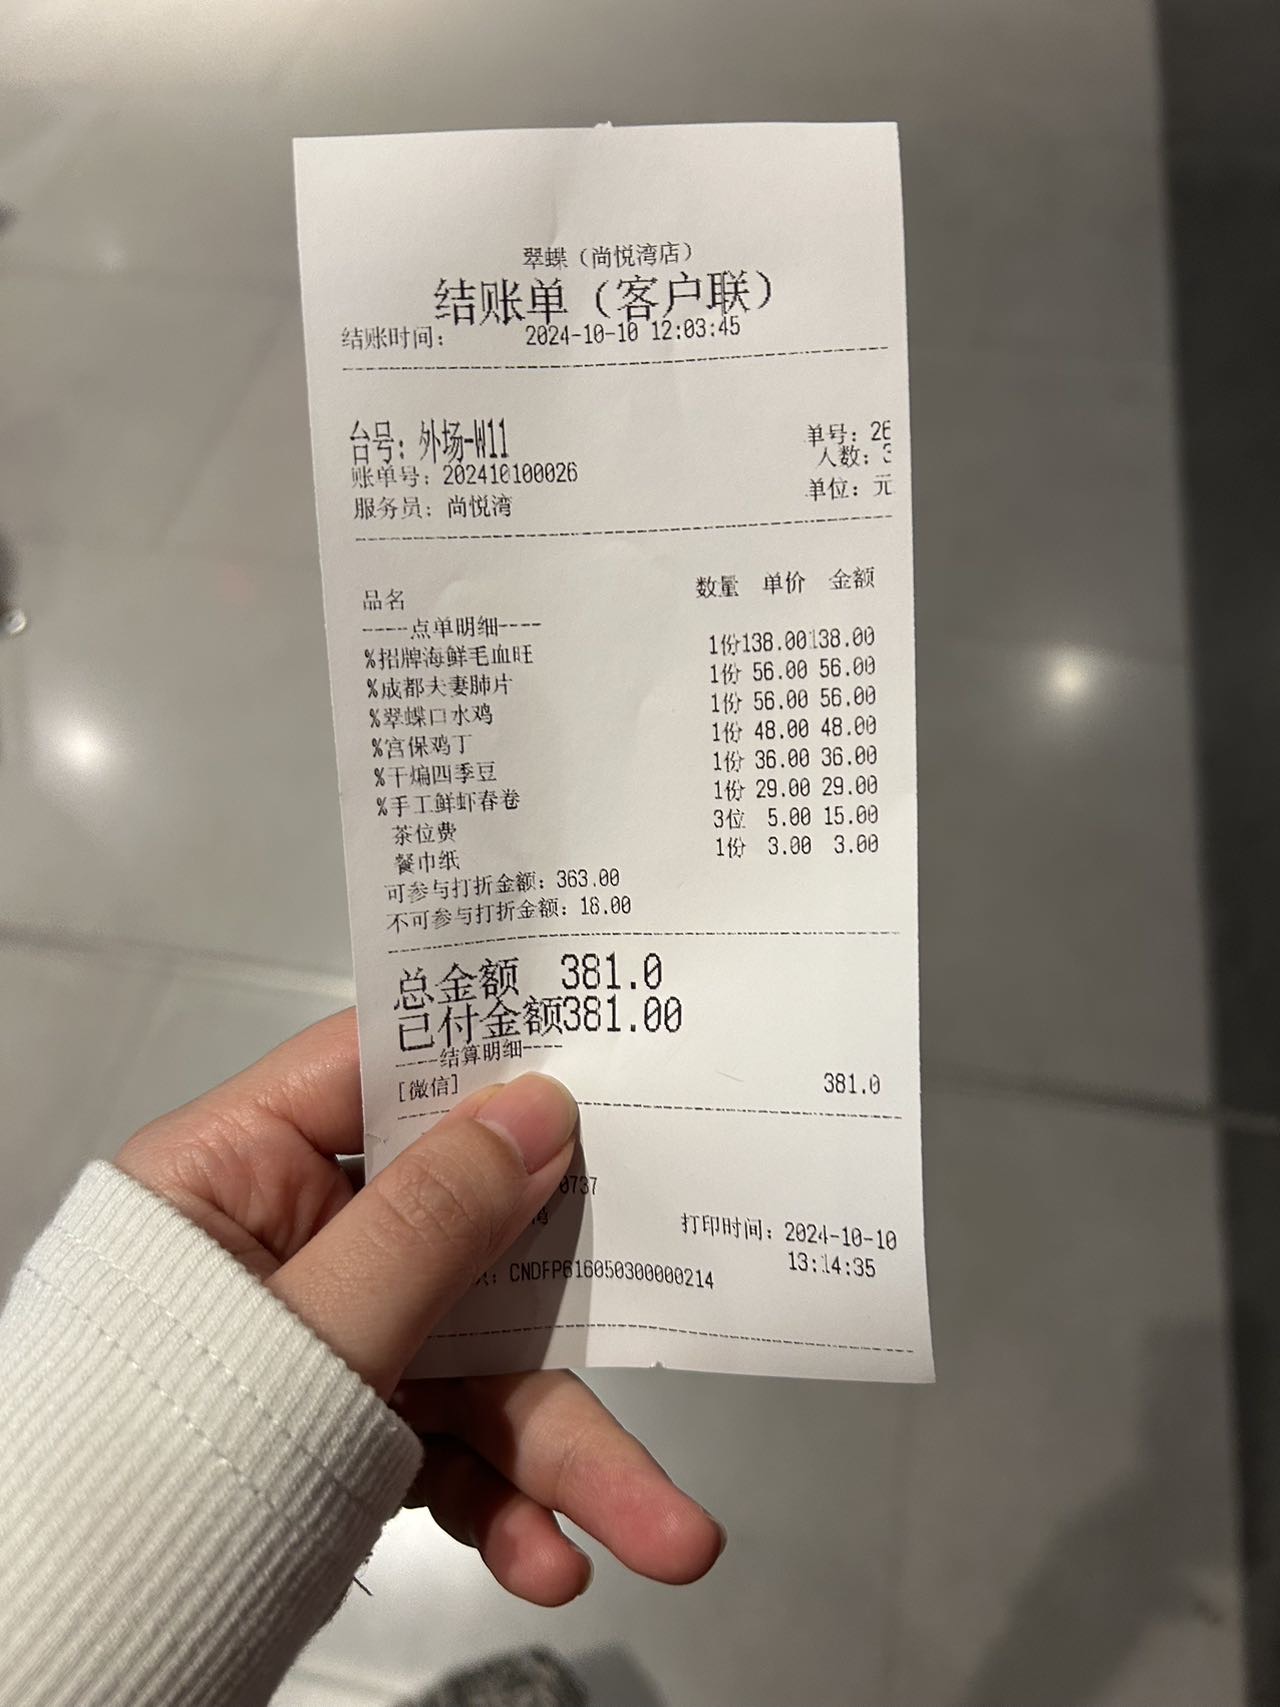 翠蝶（尚悦湾店）
结账单（客户联）
结账时间： 2024-10-10 12:03:45
台号：外场-W11
单号：26
账单号：202410100026
人数：3
服务员：尚悦湾
单位：元
品名 数量 单价 金额
----点单明细----
%招牌海鲜毛血旺 1份138.00138.00
%成都夫妻肺片 1份 56.00 56.00
%翠蝶口水鸡 1份 56.00 56.00
%宫保鸡丁 1份 48.00 48.00
%干煸四季豆 1份 36.00 36.00
%手工鲜虾春卷 1份 29.00 29.00
茶位费 3位 5.00 15.00
餐巾纸 1份 3.00 3.00
可参与打折金额：363.00
不可参与打折金额：18.00
总金额 381.0
已付金额381.00
----结算明细----
[微信] 381.0
0737
打印时间：2024-10-10
13:14:35
：CNDFP616050300000214